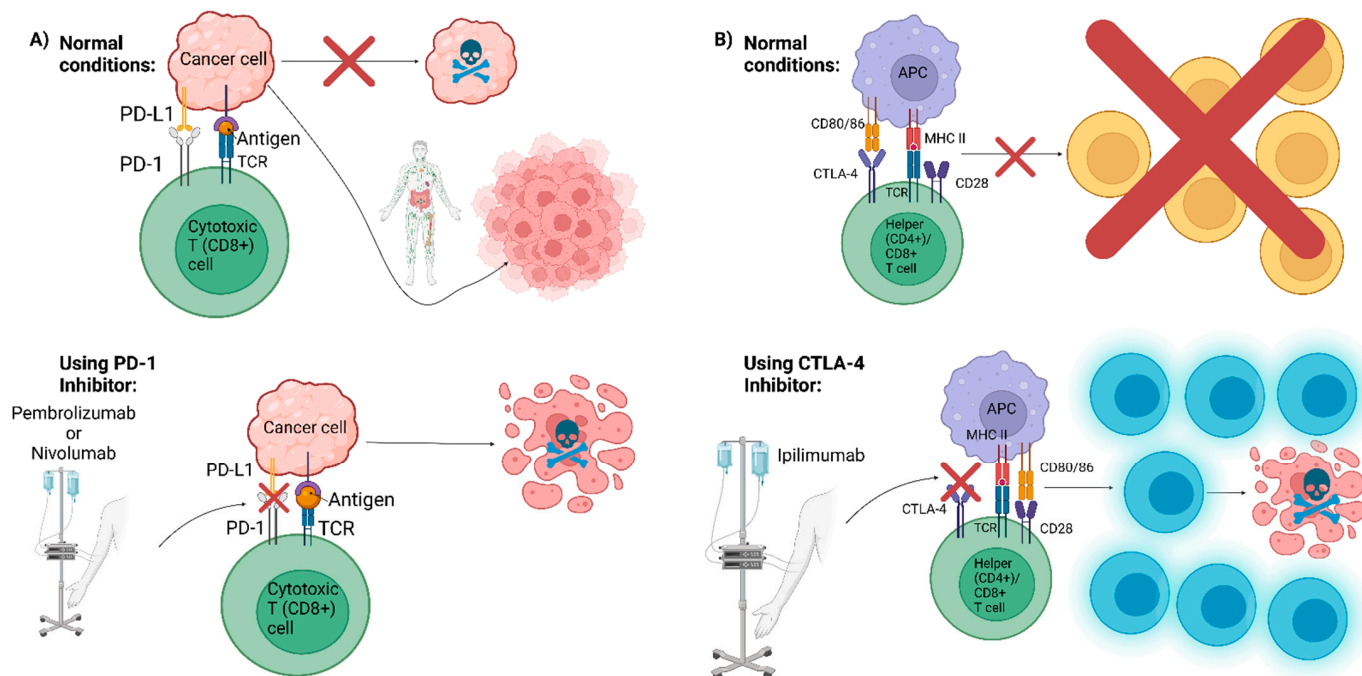 A) Normal
conditions:
Cancer cell
PD-L1
Antigen
PD-1
TCR
Cytotoxic
T (CD8+)
cell
Using PD-1
Inhibitor:
Pembrolizumab
or
Nivolumab
Cancer cell
PD-L1
Antigen
PD-1
TCR
Cytotoxic
T (CD8+)
cell
B) Normal
conditions:
APC
CD80/86
MHC II
CTLA-4
CD28
TCR
Helper
(CD4+)/
CD8+
T cell
Using CTLA-4
Inhibitor:
Ipilimumab
APC
MHC II
CD80/86
CTLA-4
TCR
CD28
Helper
(CD4+)/
CD8+
T cell